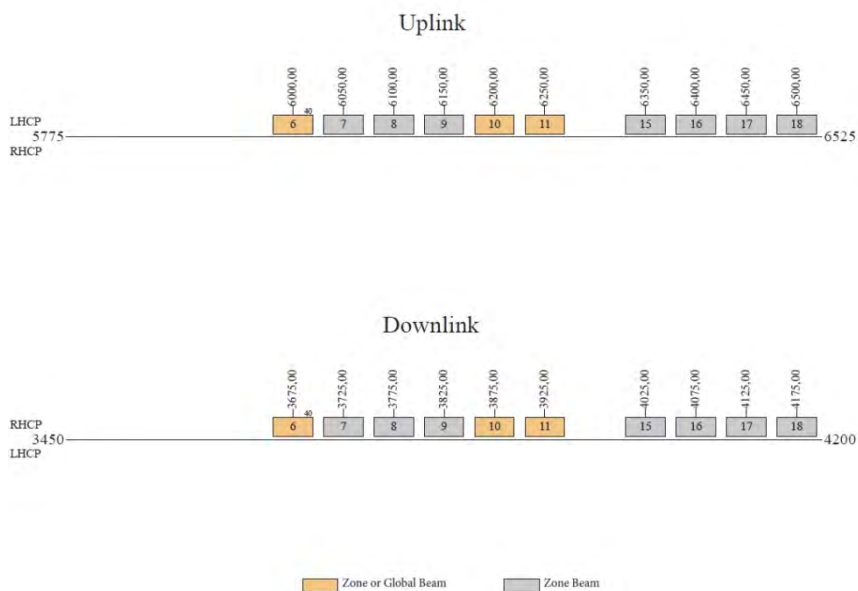 Uplink
6000,00 6050,00 6100,00 6150,00 6200,00 6250,00 6350,00 6400,00 6450,00 6500,00
40
LHCP 6 7 8 9 10 11 15 16 17 18
5775 6525
RHCP
Downlink
3675,00 3725,00 3775,00 3825,00 3875,00 3925,00 4025,00 4075,00 4125,00 4175,00
40
RHCP 6 7 8 9 10 11 15 16 17 18
3450 4200
LHCP
Zone or Global Beam Zone Beam